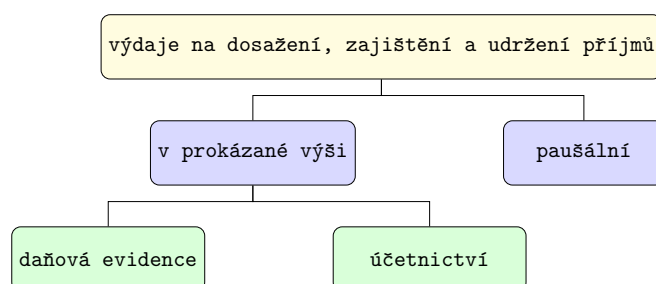 výdaje na dosažení, zajištění a udržení příjmů
v prokázané výši
paušální
daňová evidence
účetnictví